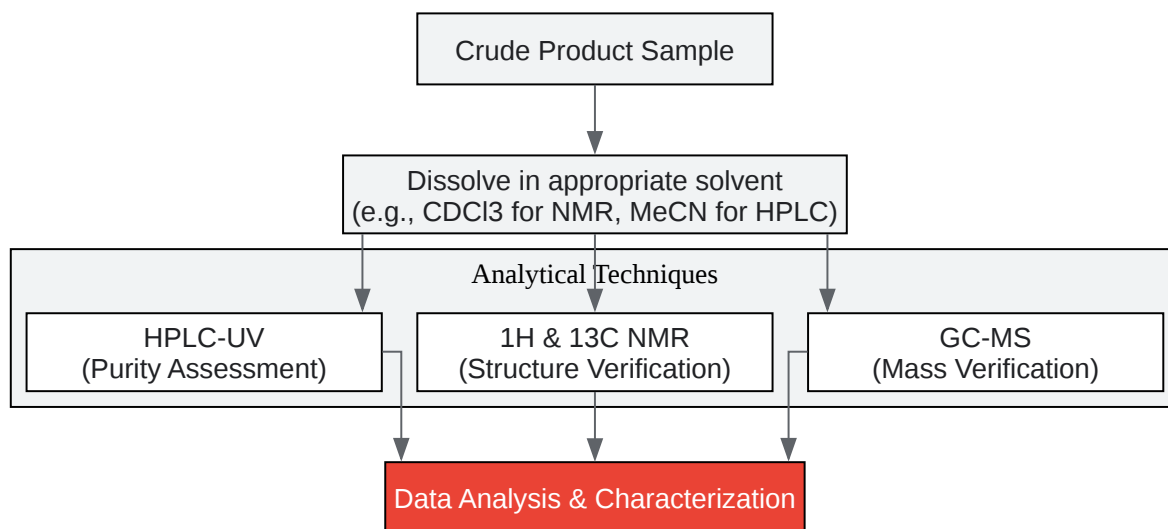 Crude Product Sample
Dissolve in appropriate solvent
(e.g., CDCl3 for NMR, MeCN for HPLC)
Analytical Techniques
HPLC-UV
(Purity Assessment)
1H & 13C NMR
(Structure Verification)
GC-MS
(Mass Verification)
Data Analysis & Characterization